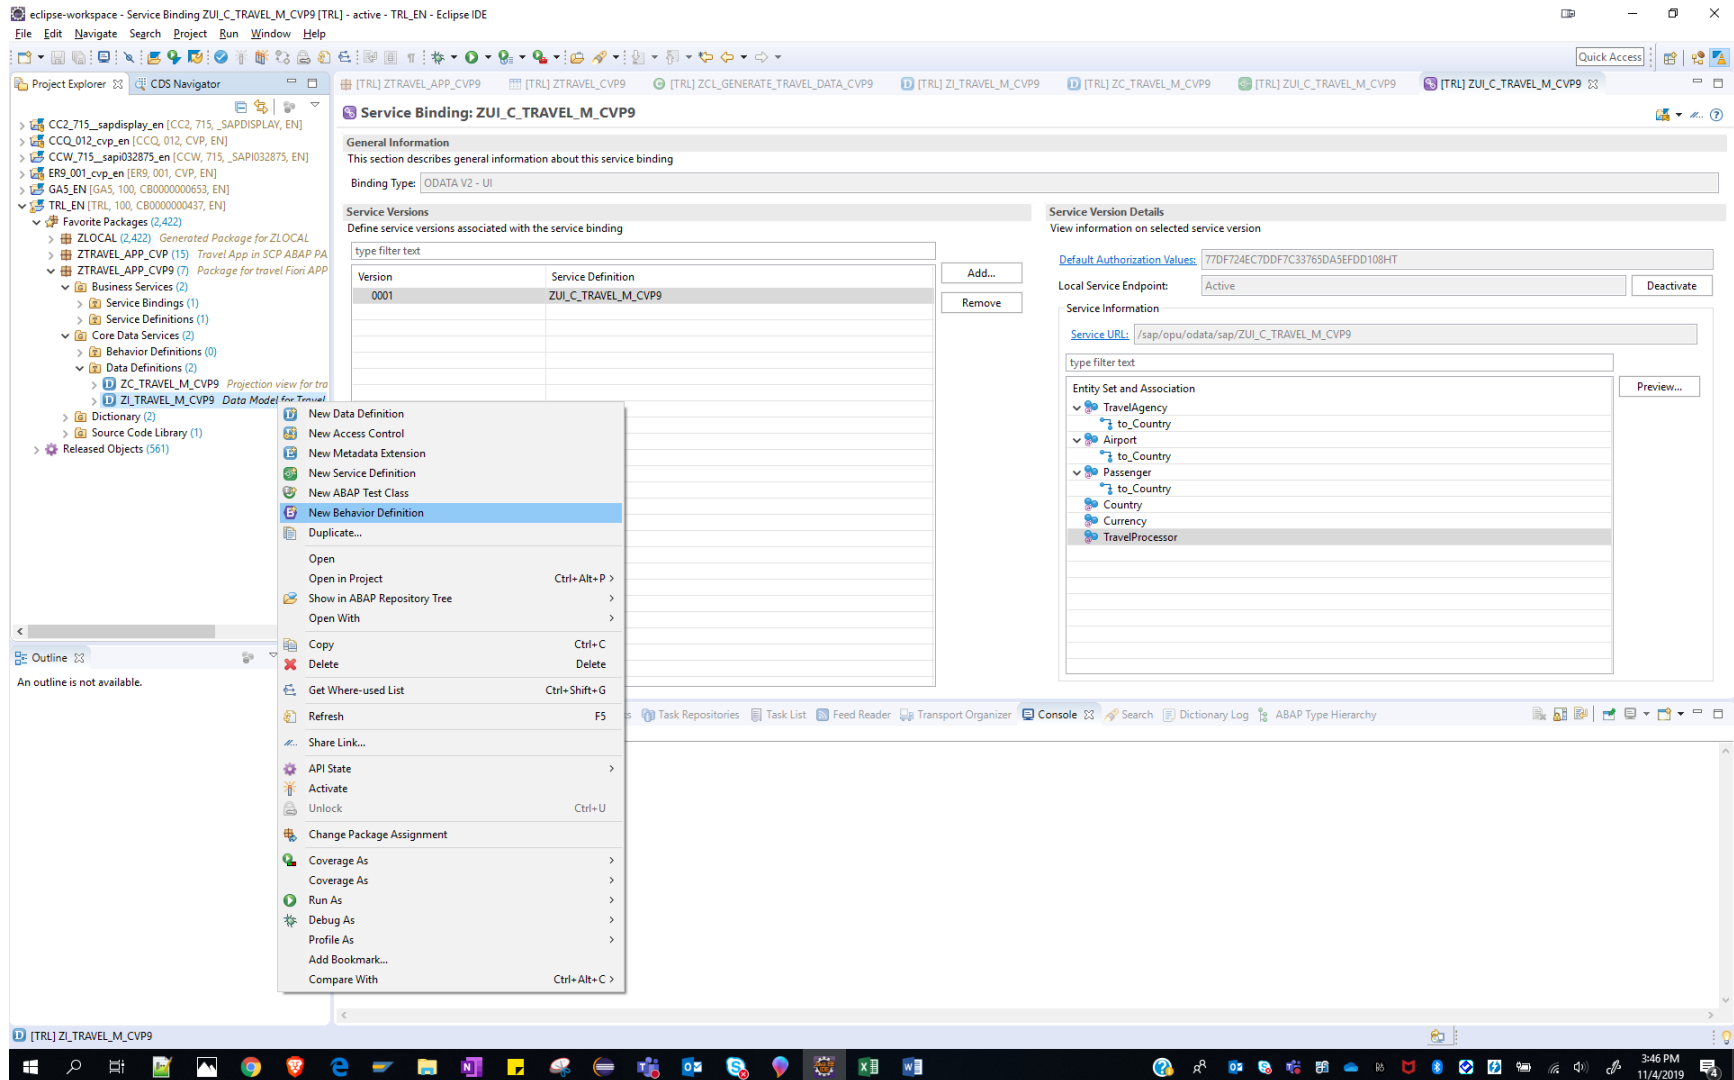 eclipse-workspace - Service Binding ZUI_C_TRAVEL_M_CVP9 [TRL] - active - TRL_EN - Eclipse IDE
File Edit Navigate Search Project Run Window Help
Quick Access
Project Explorer CDS Navigator
[TRL] ZTRAVEL_APP_CVP9 [TRL] ZTRAVEL_CVP9 [TRL] ZCL_GENERATE_TRAVEL_DATA_CVP9 [TRL] ZI_TRAVEL_M_CVP9 [TRL] ZC_TRAVEL_M_CVP9 [TRL] ZUI_C_TRAVEL_M_CVP9 [TRL] ZUI_C_TRAVEL_M_CVP9
CC2_715__sapdisplay_en [CC2, 715, _SAPDISPLAY, EN]
CCQ_012_cvp_en [CCQ, 012, CVP, EN]
CCW_715__sapi032875_en [CCW, 715, _SAPI032875, EN]
ER9_001_cvp_en [ER9, 001, CVP, EN]
GA5_EN [GA5, 100, CB0000000653, EN]
TRL_EN [TRL, 100, CB0000000437, EN]
Favorite Packages (2,422)
ZLOCAL (2,422) Generated Package for ZLOCAL
ZTRAVEL_APP_CVP (15) Travel App in SCP ABAP PA
ZTRAVEL_APP_CVP9 (7) Package for travel Fiori APP
Business Services (2)
Service Bindings (1)
Service Definitions (1)
Core Data Services (2)
Behavior Definitions (0)
Data Definitions (2)
ZC_TRAVEL_M_CVP9 Projection view for tra
ZI_TRAVEL_M_CVP9 Data Model for Travel
Dictionary (2)
Source Code Library (1)
Released Objects (561)
Outline
An outline is not available.
New Data Definition
New Access Control
New Metadata Extension
New Service Definition
New ABAP Test Class
New Behavior Definition
Duplicate...
Open
Open in Project Ctrl+Alt+P
Show in ABAP Repository Tree
Open With
Copy Ctrl+C
Delete Delete
Get Where-used List Ctrl+Shift+G
Refresh F5
Share Link...
API State
Activate
Unlock Ctrl+U
Change Package Assignment
Coverage As
Coverage As
Run As
Debug As
Profile As
Add Bookmark...
Compare With Ctrl+Alt+C
Service Binding: ZUI_C_TRAVEL_M_CVP9
General Information
This section describes general information about this service binding
Binding Type: ODATA V2 - UI
Service Versions
Define service versions associated with the service binding
type filter text
Version Service Definition
0001 ZUI_C_TRAVEL_M_CVP9
Add...
Remove
Service Version Details
View information on selected service version
Default Authorization Values: 77DF724EC7DDF7C33765DA5EFDD108HT
Local Service Endpoint: Active Deactivate
Service Information
Service URL: /sap/opu/odata/sap/ZUI_C_TRAVEL_M_CVP9
type filter text
Entity Set and Association
Preview...
TravelAgency
to_Country
Airport
to_Country
Passenger
to_Country
Country
Currency
TravelProcessor
Task Repositories Task List Feed Reader Transport Organizer Console Search Dictionary Log ABAP Type Hierarchy
[TRL] ZI_TRAVEL_M_CVP9
3:46 PM
11/4/2019